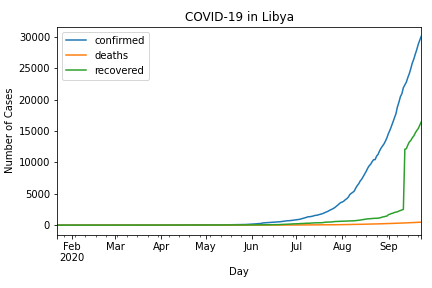 COVID-19 in Libya
confirmed
deaths
recovered
30000
25000
20000
15000
10000
5000
0
Number of Cases
Feb Mar Apr May Jun Jul Aug Sep
2020
Day